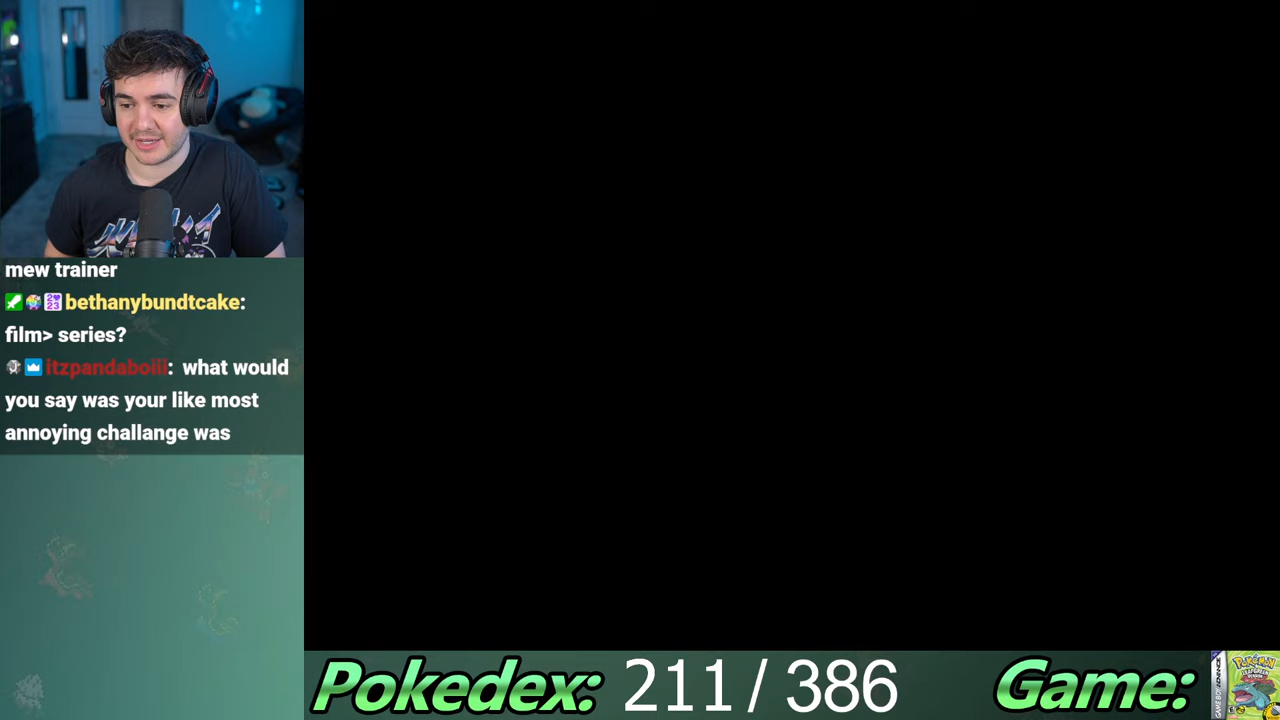 mew trainer
bethanybundtcake:
film> series?
itzpandaboiii: what would
you say was your like most
annoying challange was
Pokedex: 211 / 386
Game:
POKéMON